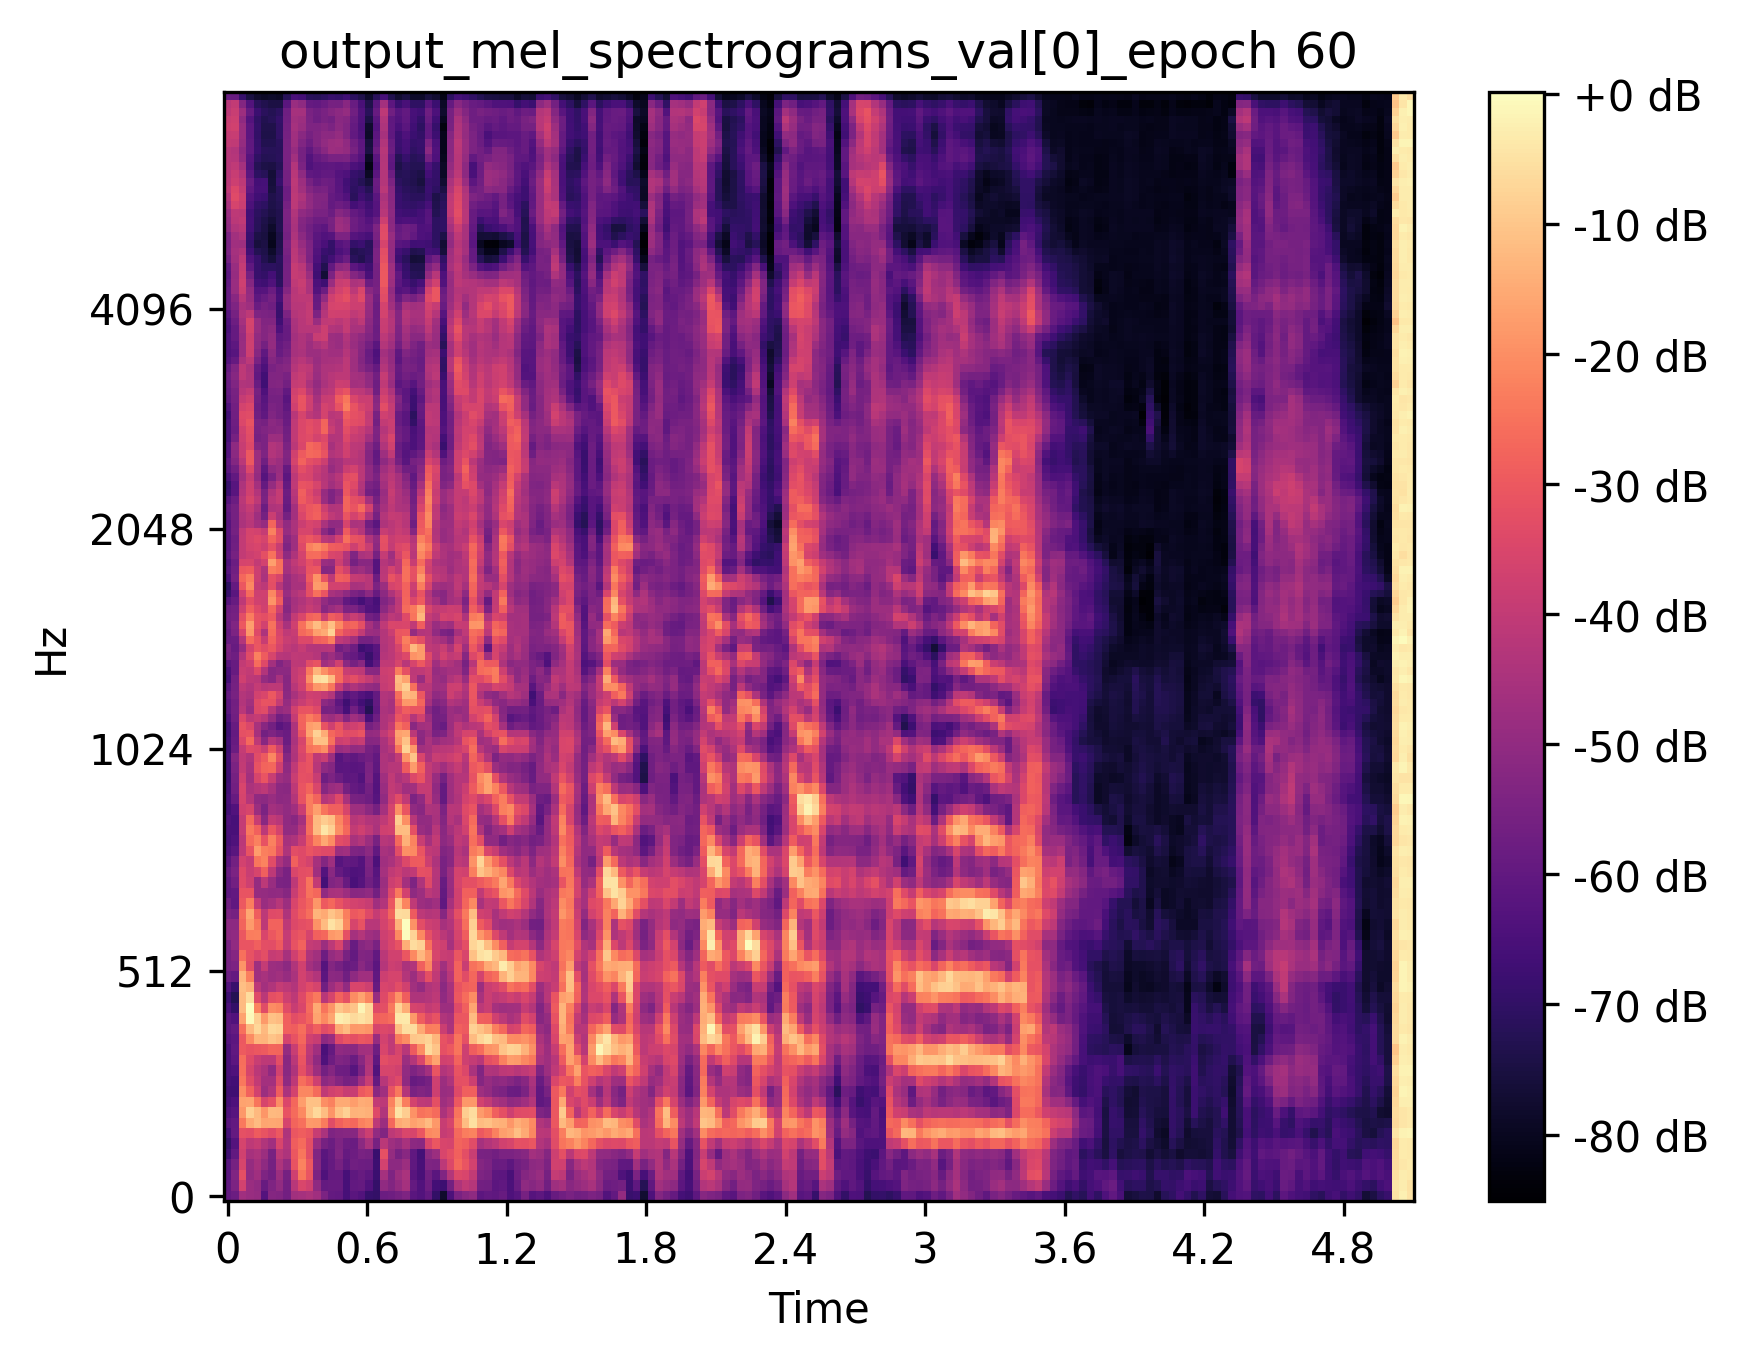 output_mel_spectrograms_val[0]_epoch 60
Hz
4096
2048
1024
512
0
0 0.6 1.2 1.8 2.4 3 3.6 4.2 4.8
Time
+0 dB
-10 dB
-20 dB
-30 dB
-40 dB
-50 dB
-60 dB
-70 dB
-80 dB